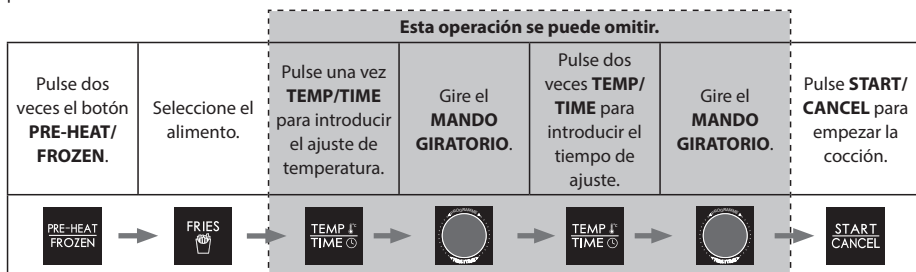 Esta operación se puede omitir.
Pulse dos
veces el botón
PRE-HEAT/
FROZEN.
Seleccione el
alimento.
Pulse una vez
TEMP/TIME
para introducir
el ajuste de
temperatura.
Gire el
MANDO
GIRATORIO.
Pulse dos
veces TEMP/
TIME para
introducir el
tiempo de
ajuste.
Gire el
MANDO
GIRATORIO.
Pulse START/
CANCEL para
empezar la
cocción.
PRE-HEAT
FROZEN
FRIES
TEMP
TIME
TEMP
TIME
START
CANCEL